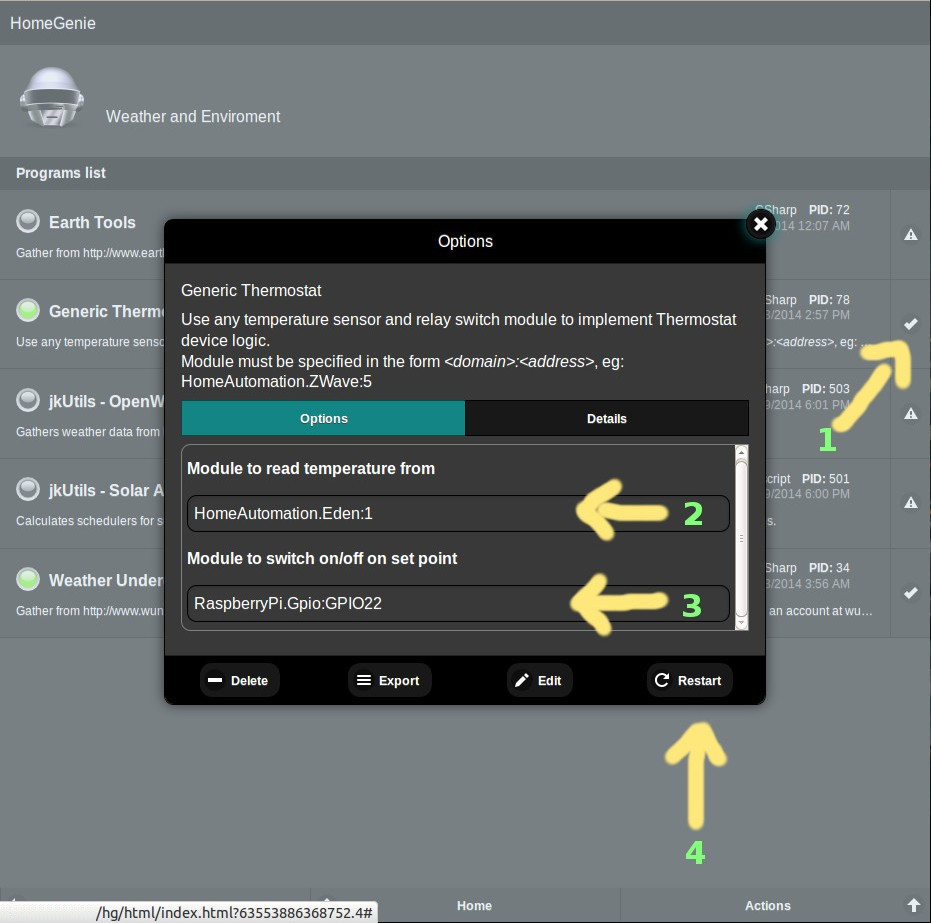 HomeGenie
Weather and Enviroment
Programs list
Earth Tools
CSharp PID: 72
2014 12:07 AM
Gather from http://www.eart
Generic Thermo
Sharp PID: 78
3/2014 2:57 PM
Use any temperature senso
>:<address>, eg: ...
jkUtils - OpenW
harp PID: 503
9/2014 6:01 PM
Gathers weather data from
jkUtils - Solar A
cript PID: 501
9/2014 6:00 PM
Calculates schedulers for s
s.
Weather Under
Sharp PID: 34
3/2014 3:56 AM
Gather from http://www.wun
an account at wu...
Options
Generic Thermostat
Use any temperature sensor and relay switch module to implement Thermostat
device logic.
Module must be specified in the form <domain>:<address>, eg:
HomeAutomation.ZWave:5
Options Details
Module to read temperature from
HomeAutomation.Eden:1
Module to switch on/off on set point
RaspberryPi.Gpio:GPIO22
Delete Export Edit Restart
1
2
3
4
/hg/html/index.html?63553886368752.4#
Home Actions